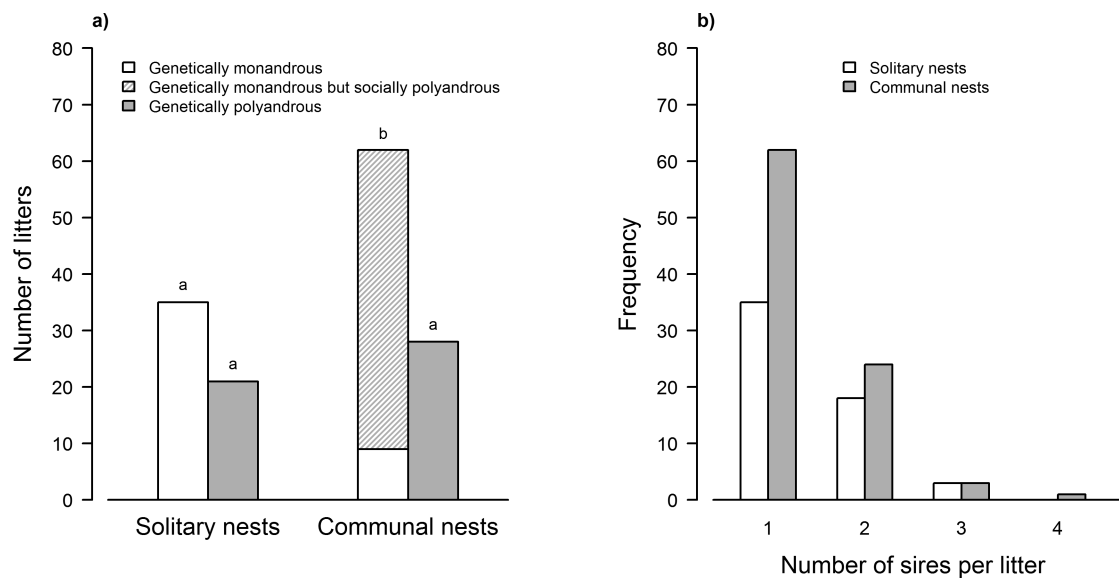 a)
Number of litters
80
70
60
50
40
30
20
10
0
Genetically monandrous
Genetically monandrous but socially polyandrous
Genetically polyandrous
a
a
b
a
Solitary nests
Communal nests
b)
Frequency
80
70
60
50
40
30
20
10
0
Solitary nests
Communal nests
1
2
3
4
Number of sires per litter